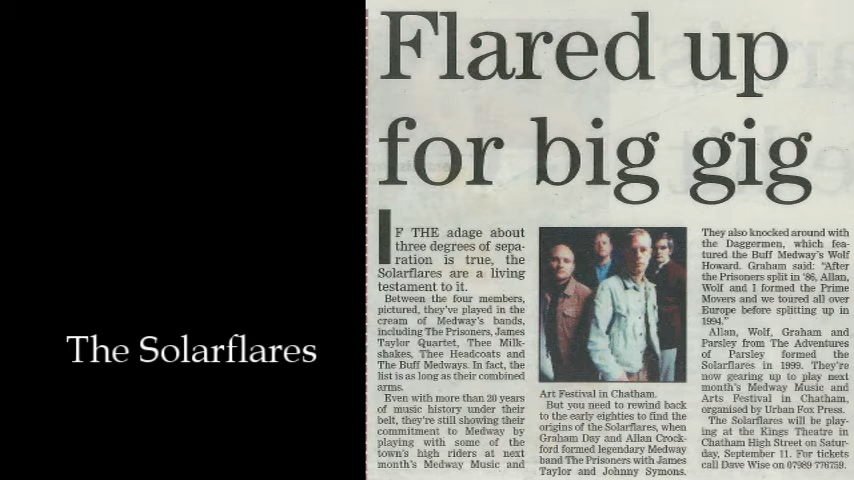 The Solarflares
Flared up
for big gig
IF THE adage about
three degrees of sepa-
ration is true, the
Solarflares are a living
testament to it.
Between the four members,
pictured, they've played in the
cream of Medway's bands,
including The Prisoners, James
Taylor Quartet, Thee Milk-
shakes, Thee Headcoats and
The Buff Medways. In fact, the
list is as long as their combined
arms.
Even with more than 20 years
of music history under their
belt, they're still showing their
commitment to Medway by
playing with some of the
town's high riders at next
month's Medway Music and
Art Festival in Chatham.
But you need to rewind back
to the early eighties to find the
origins of the Solarflares, when
Graham Day and Allan Crock-
ford formed legendary Medway
band The Prisoners with James
Taylor and Johnny Symons.
They also knocked around with
the Daggermen, which fea-
tured the Buff Medway's Wolf
Howard. Graham said: "After
the Prisoners split in '86, Allan,
Wolf and I formed the Prime
Movers and we toured all over
Europe before splitting up in
1994."
Allan, Wolf, Graham and
Parsley from The Adventures
of Parsley formed the
Solarflares in 1999. They're
now gearing up to play next
month's Medway Music and
Arts Festival in Chatham,
organised by Urban Fox Press.
The Solarflares will be play-
ing at the Kings Theatre in
Chatham High Street on Satur-
day, September 11. For tickets
call Dave Wise on 07989 776759.